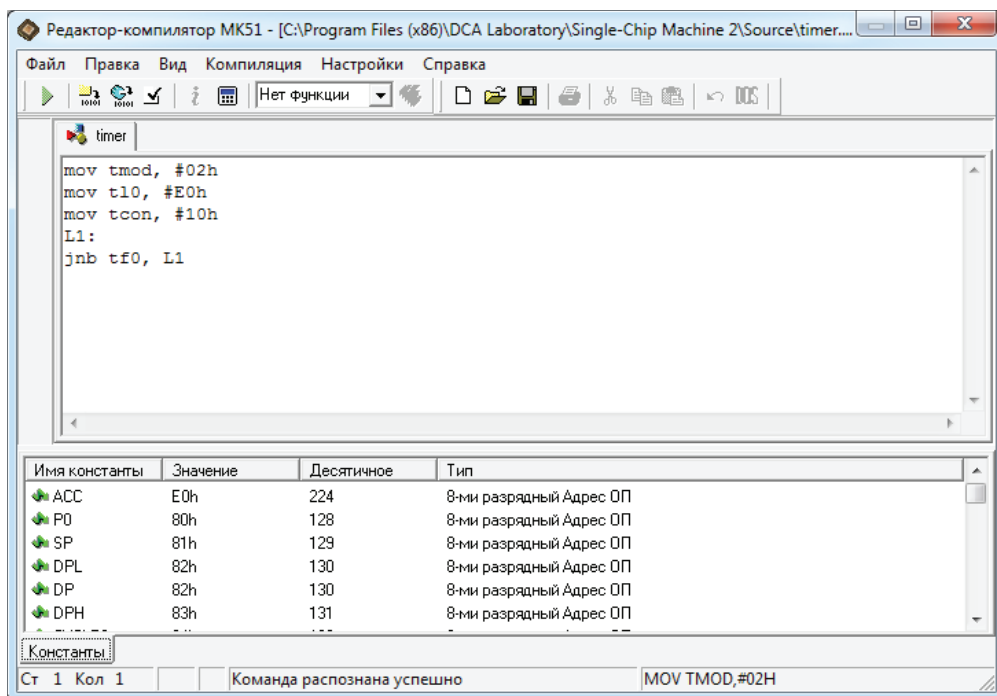 Редактор-компилятор МК51 - [C:\Program Files (x86)\DCA Laboratory\Single-Chip Machine 2\Source\timer....
Файл Правка Вид Компиляция Настройки Справка
Нет функции
DOS
timer
mov tmod, #02h
mov tl0, #E0h
mov tcon, #10h
L1:
jnb tf0, L1
Имя константы Значение Десятичное Тип
ACC E0h 224 8-ми разрядный Адрес ОП
P0 80h 128 8-ми разрядный Адрес ОП
SP 81h 129 8-ми разрядный Адрес ОП
DPL 82h 130 8-ми разрядный Адрес ОП
DP 82h 130 8-ми разрядный Адрес ОП
DPH 83h 131 8-ми разрядный Адрес ОП
Константы
Ст 1 Кол 1 Команда распознана успешно MOV TMOD,#02H